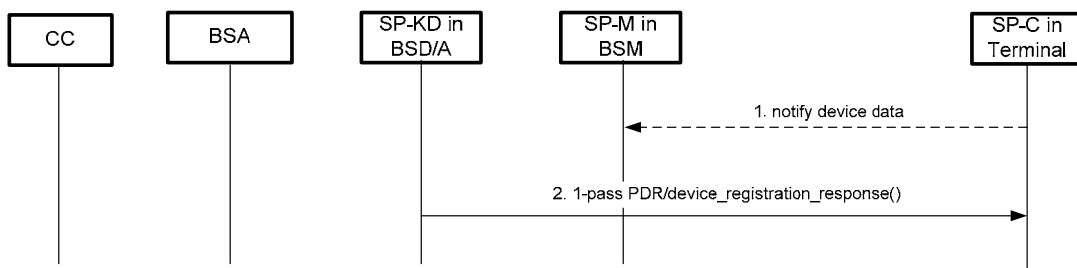 CC
BSA
SP-KD in
BSD/A
SP-M in
BSM
SP-C in
Terminal
1. notify device data
2. 1-pass PDR/device_registration_response()